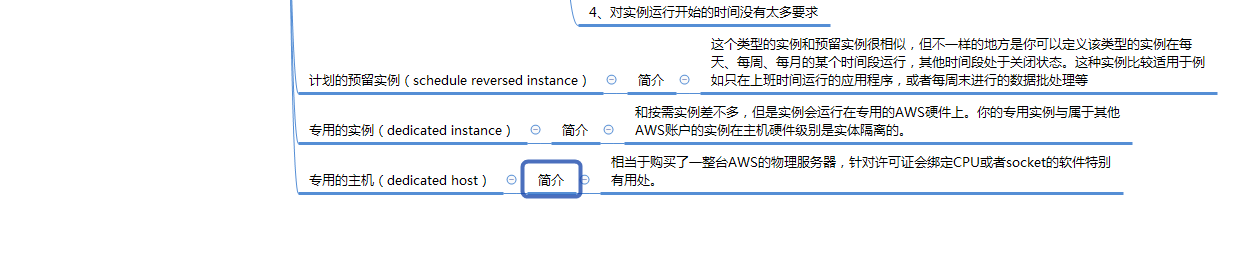 4、对实例运行开始的时间没有太多要求
计划的预留实例（schedule reversed instance）
简介
这个类型的实例和预留实例很相似，但不一样的地方是你可以定义该类型的实例在每
天、每周、每月的某个时间段运行，其他时间段处于关闭状态。这种实例比较适用于例
如只在上班时间运行的应用程序，或者每周末进行的数据批处理等
专用的实例（dedicated instance）
简介
和按需实例差不多，但是实例会运行在专用的AWS硬件上。你的专用实例与属于其他
AWS账户的实例在主机硬件级别是实体隔离的。
专用的主机（dedicated host）
简介
相当于购买了一整台AWS的物理服务器，针对许可证会绑定CPU或者socket的软件特别
有用处。